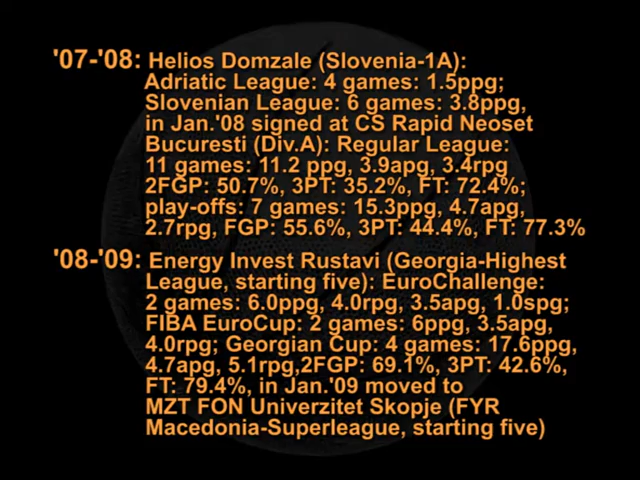 '07-'08: Helios Domzale (Slovenia-1A):
Adriatic League: 4 games: 1.5ppg;
Slovenian League: 6 games: 3.8ppg,
in Jan.'08 signed at CS Rapid Neoset
Bucuresti (Div.A): Regular League:
11 games: 11.2 ppg, 3.9apg, 3.4rpg
2FGP: 50.7%, 3PT: 35.2%, FT: 72.4%;
play-offs: 7 games: 15.3ppg, 4.7apg,
2.7rpg, FGP: 55.6%, 3PT: 44.4%, FT: 77.3%
'08-'09: Energy Invest Rustavi (Georgia-Highest
League, starting five): EuroChallenge:
2 games: 6.0ppg, 4.0rpg, 3.5apg, 1.0spg;
FIBA EuroCup: 2 games: 6ppg, 3.5apg,
4.0rpg; Georgian Cup: 4 games: 17.6ppg,
4.7apg, 5.1rpg,2FGP: 69.1%, 3PT: 42.6%,
FT: 79.4%, in Jan.'09 moved to
MZT FON Univerzitet Skopje (FYR
Macedonia-Superleague, starting five)